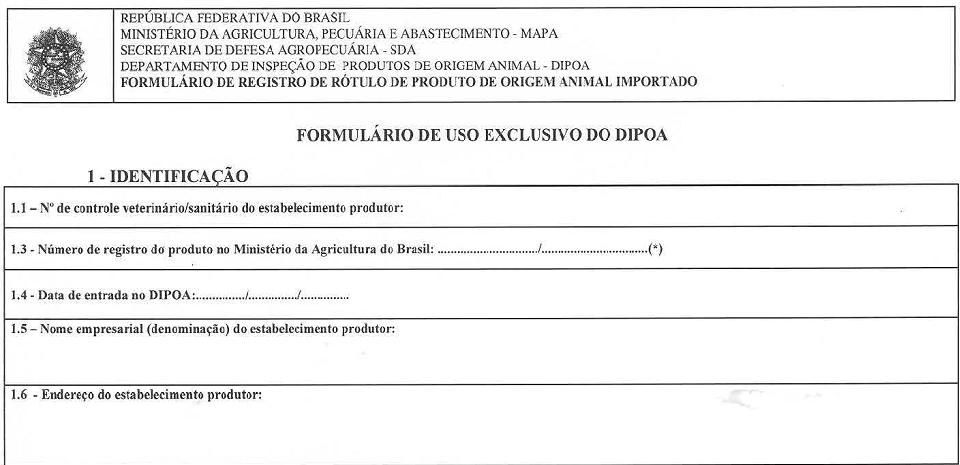 REPÚBLICA FEDERATIVA DO BRASIL
MINISTÉRIO DA AGRICULTURA, PECUÁRIA E ABASTECIMENTO - MAPA
SECRETARIA DE DEFESA AGROPECUÁRIA - SDA
DEPARTAMENTO DE INSPEÇÃO DE PRODUTOS DE ORIGEM ANIMAL - DIPOA
FORMULÁRIO DE REGISTRO DE RÓTULO DE PRODUTO DE ORIGEM ANIMAL IMPORTADO
FORMULÁRIO DE USO EXCLUSIVO DO DIPOA
1 - IDENTIFICAÇÃO
1.1 – Nº de controle veterinário/sanitário do estabelecimento produtor:
1.3 - Número de registro do produto no Ministério da Agricultura do Brasil: ............................../................................(*)
1.4 - Data de entrada no DIPOA:.............../.............../...............
1.5 – Nome empresarial (denominação) do estabelecimento produtor:
1.6 - Endereço do estabelecimento produtor: